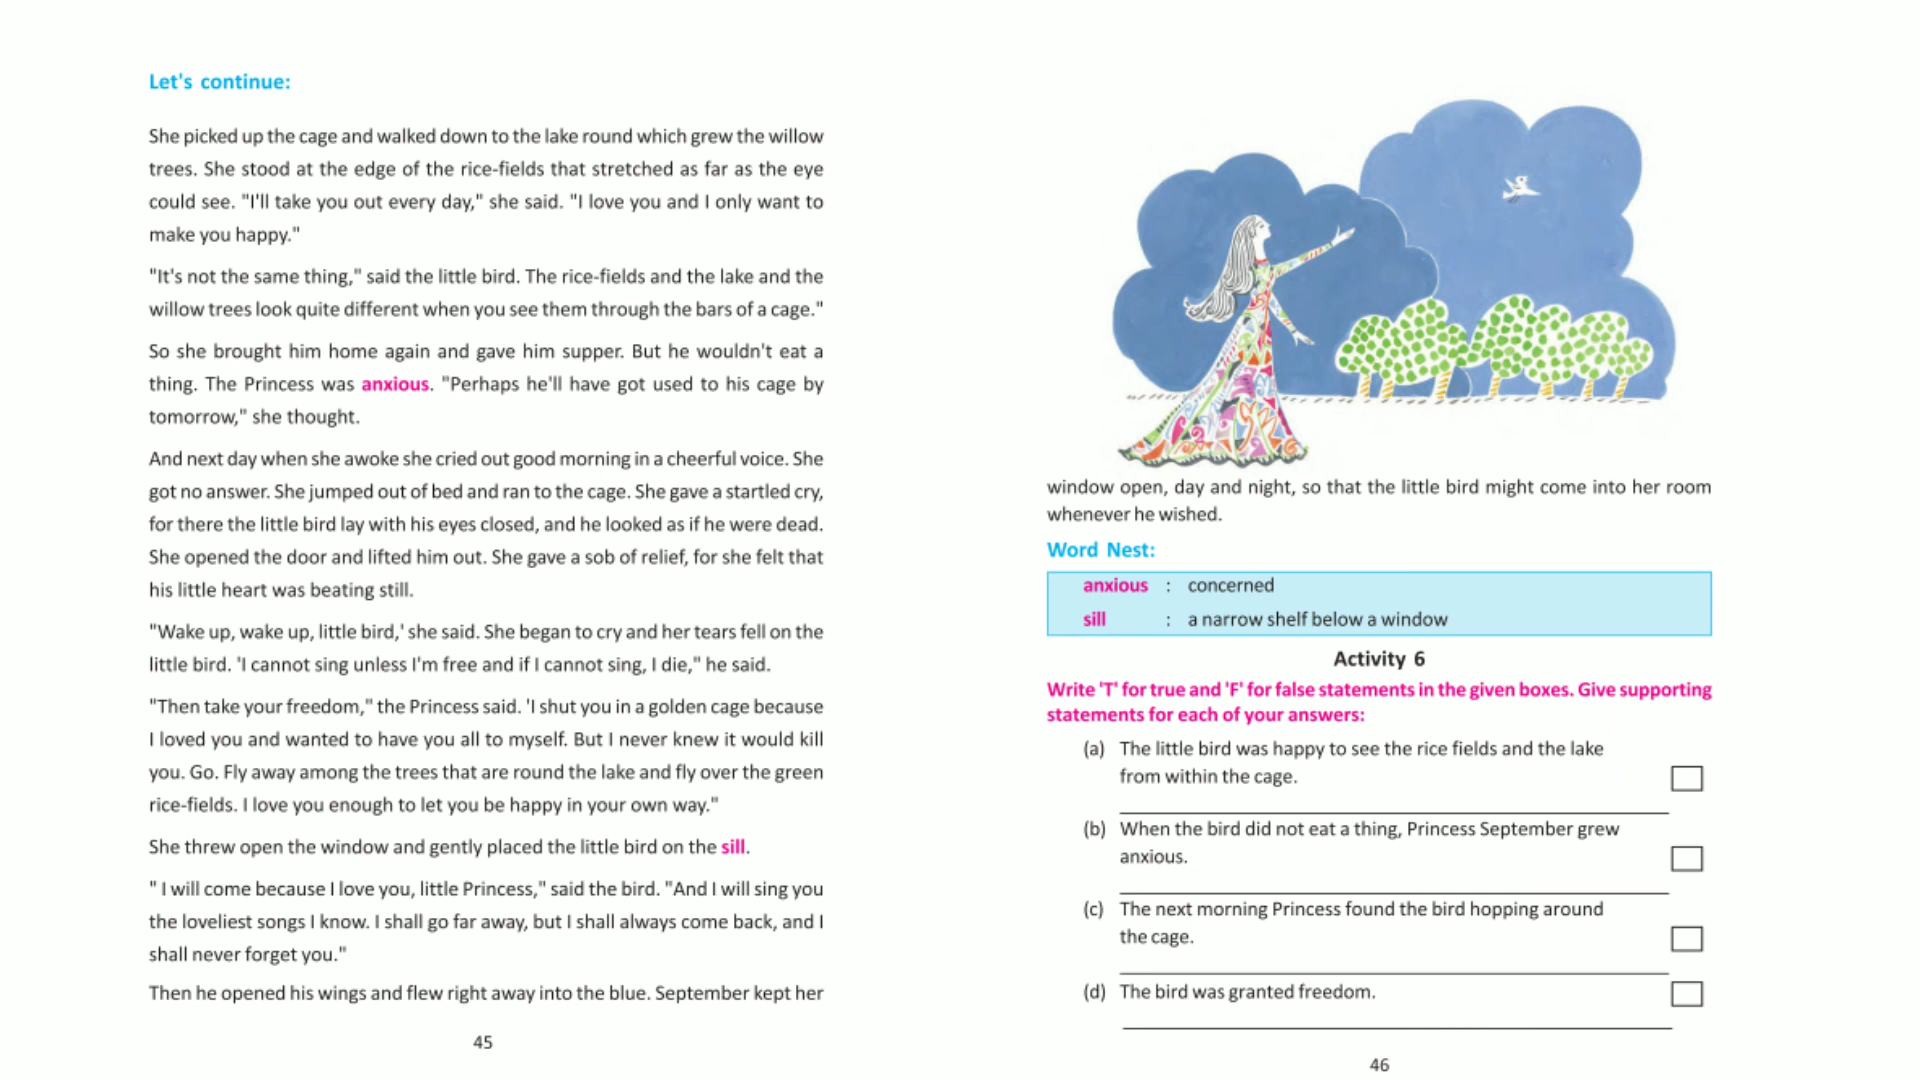 Let's continue:
She picked up the cage and walked down to the lake round which grew the willow
trees. She stood at the edge of the rice-fields that stretched as far as the eye
could see. "I'll take you out every day," she said. "I love you and I only want to
make you happy."
"It's not the same thing," said the little bird. The rice-fields and the lake and the
willow trees look quite different when you see them through the bars of a cage."
So she brought him home again and gave him supper. But he wouldn't eat a
thing. The Princess was anxious. "Perhaps he'll have got used to his cage by
tomorrow," she thought.
And next day when she awoke she cried out good morning in a cheerful voice. She
got no answer. She jumped out of bed and ran to the cage. She gave a startled cry,
for there the little bird lay with his eyes closed, and he looked as if he were dead.
She opened the door and lifted him out. She gave a sob of relief, for she felt that
his little heart was beating still.
"Wake up, wake up, little bird,' she said. She began to cry and her tears fell on the
little bird. 'I cannot sing unless I'm free and if I cannot sing, I die," he said.
"Then take your freedom," the Princess said. 'I shut you in a golden cage because
I loved you and wanted to have you all to myself. But I never knew it would kill
you. Go. Fly away among the trees that are round the lake and fly over the green
rice-fields. I love you enough to let you be happy in your own way."
She threw open the window and gently placed the little bird on the sill.
" I will come because I love you, little Princess," said the bird. "And I will sing you
the loveliest songs I know. I shall go far away, but I shall always come back, and I
shall never forget you."
Then he opened his wings and flew right away into the blue. September kept her
45
window open, day and night, so that the little bird might come into her room
whenever he wished.
Word Nest:
anxious : concerned
sill : a narrow shelf below a window
Activity 6
Write 'T' for true and 'F' for false statements in the given boxes. Give supporting
statements for each of your answers:
(a) The little bird was happy to see the rice fields and the lake
from within the cage.
(b) When the bird did not eat a thing, Princess September grew
anxious.
(c) The next morning Princess found the bird hopping around
the cage.
(d) The bird was granted freedom.
46